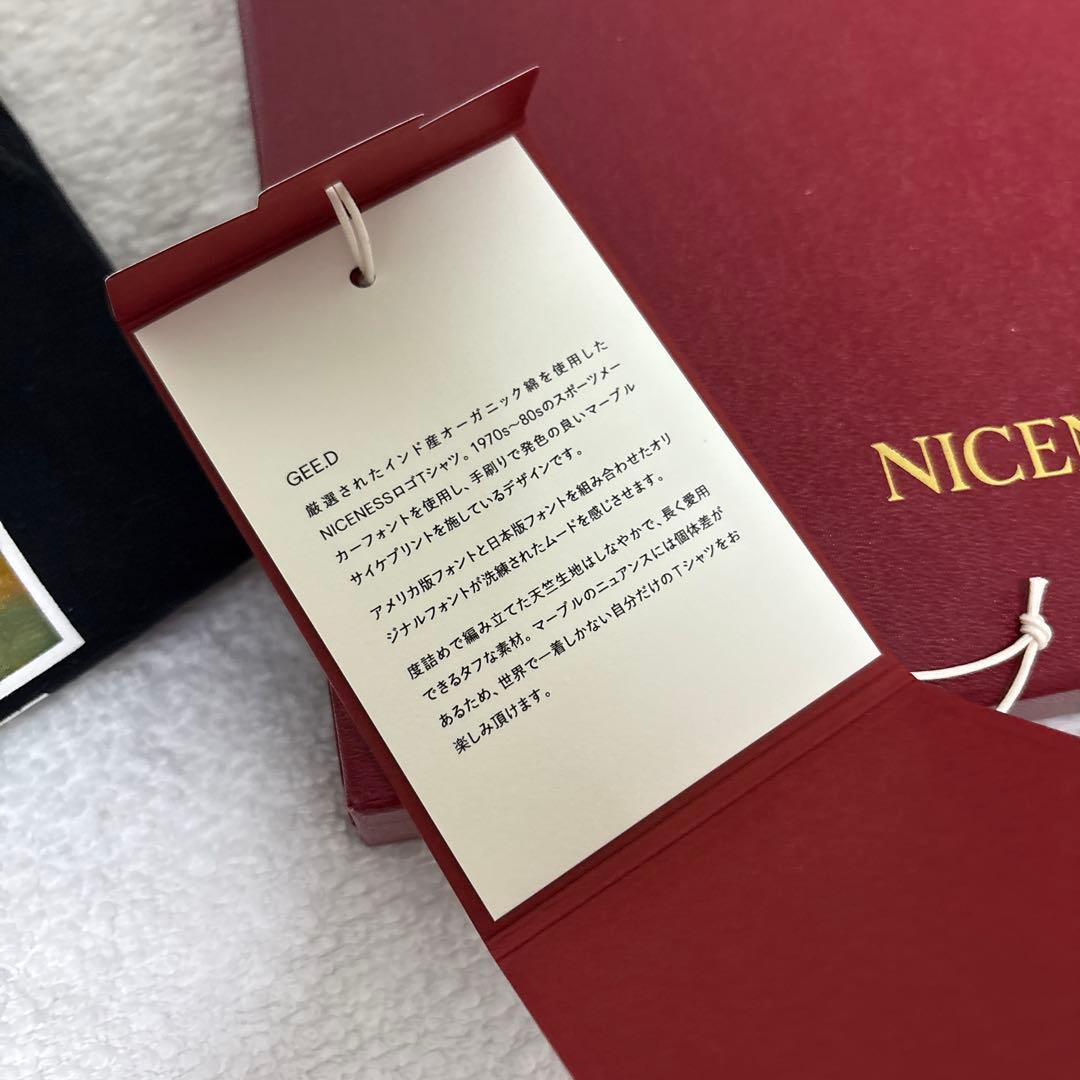 GEE.D
厳選されたインド産オーガニック綿を使用した
NICENESSロゴTシャツ。1970s〜80sのスポーツメー
カーフォントを使用し、手刷りで発色の良いマーブル
サイケプリントを施しているデザインです。
アメリカ版フォントと日本版フォントを組み合わせたオリ
ジナルフォントが洗練されたムードを感じさせます。
度詰めで編み立てた天竺生地はしなやかで、長く愛用
できるタフな素材。マーブルのニュアンスには個体差が
あるため、世界で一着しかない自分だけのTシャツをお
楽しみ頂けます。
NICEN